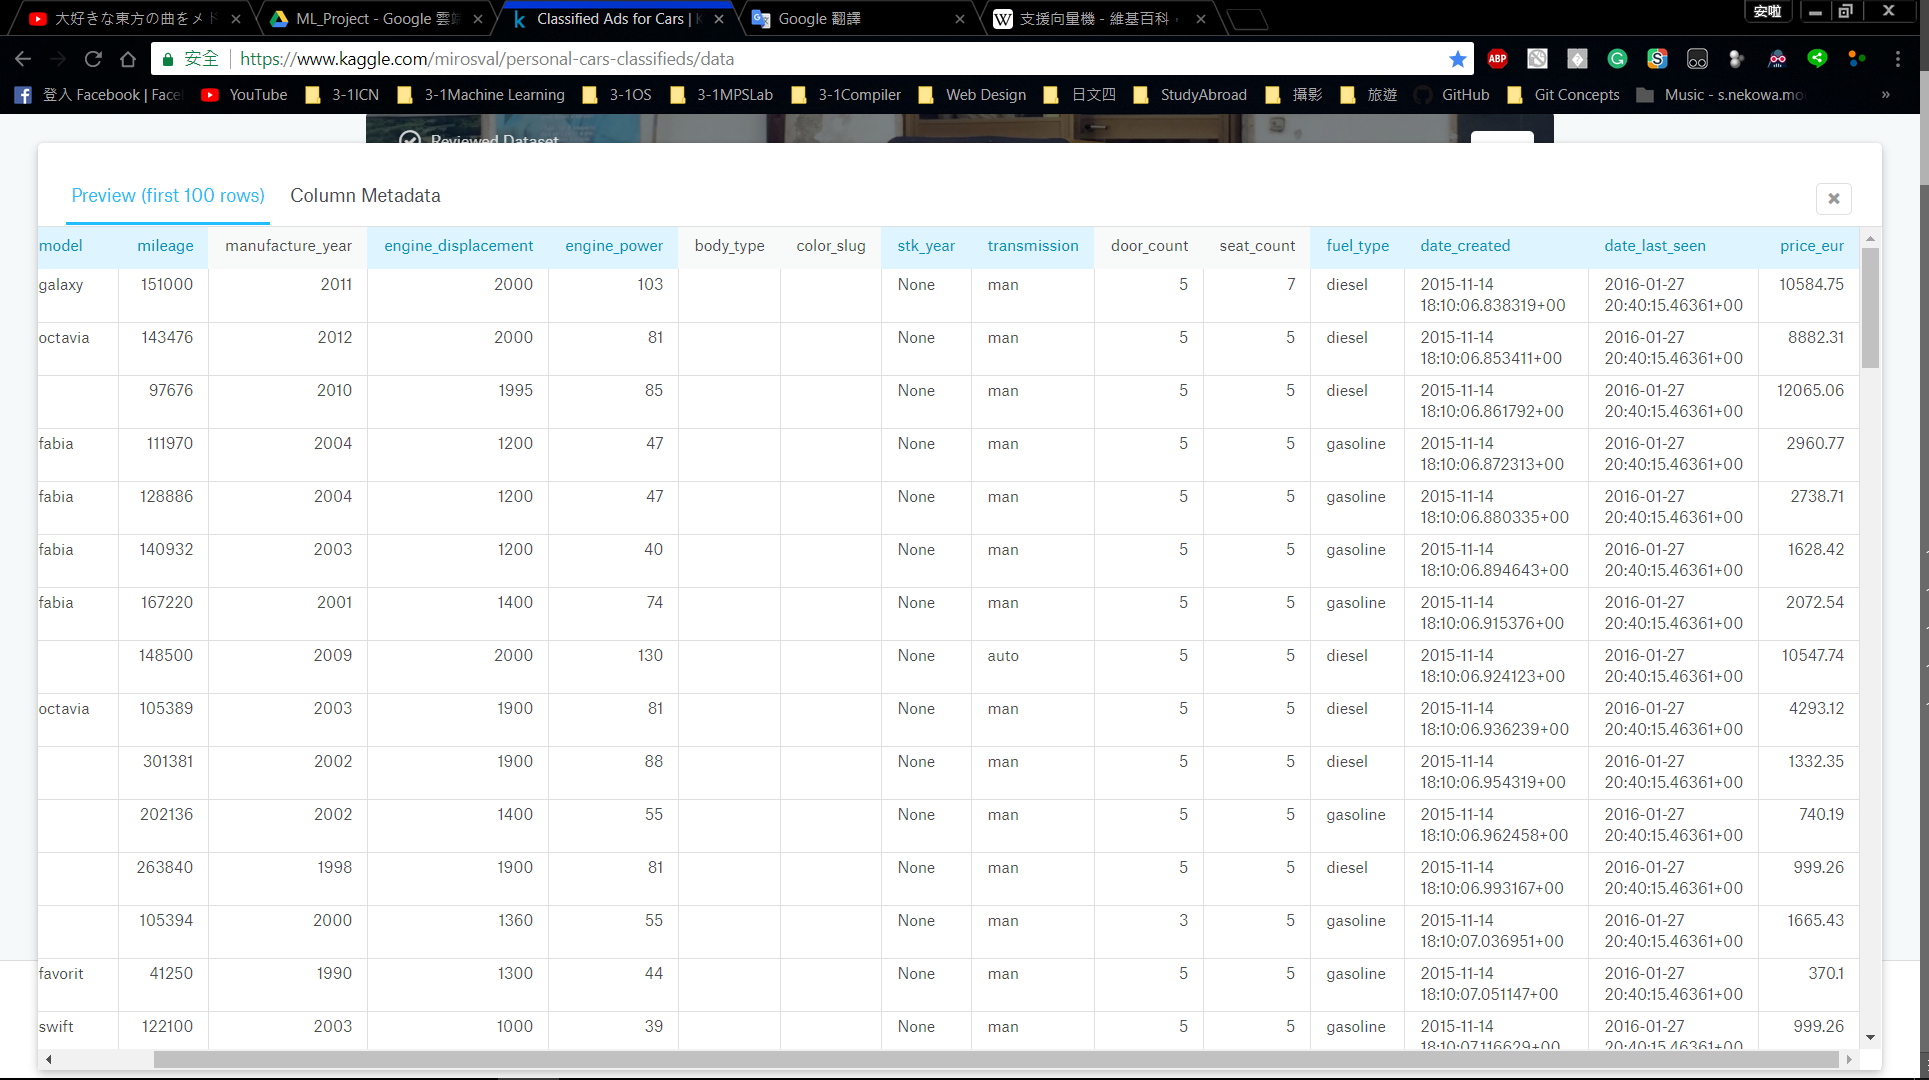 大好きな東方の曲をメド
ML_Project - Google 雲端
Classified Ads for Cars | K
Google 翻譯
支援向量機 - 維基百科，
安啦
安全 https://www.kaggle.com/mirosval/personal-cars-classifieds/data
登入 Facebook | Face YouTube 3-1ICN 3-1Machine Learning 3-1OS 3-1MPSLab 3-1Compiler Web Design 日文四 StudyAbroad 攝影 旅遊 GitHub Git Concepts Music - s.nekowa.mo »
Reviewed Dataset
Preview (first 100 rows) Column Metadata
model mileage manufacture_year engine_displacement engine_power body_type color_slug stk_year transmission door_count seat_count fuel_type date_created date_last_seen price_eur
galaxy 151000 2011 2000 103 None man 5 7 diesel 2015-11-14 2016-01-27 10584.75
18:10:06.838319+00 20:40:15.46361+00
octavia 143476 2012 2000 81 None man 5 5 diesel 2015-11-14 2016-01-27 8882.31
18:10:06.853411+00 20:40:15.46361+00
97676 2010 1995 85 None man 5 5 diesel 2015-11-14 2016-01-27 12065.06
18:10:06.861792+00 20:40:15.46361+00
fabia 111970 2004 1200 47 None man 5 5 gasoline 2015-11-14 2016-01-27 2960.77
18:10:06.872313+00 20:40:15.46361+00
fabia 128886 2004 1200 47 None man 5 5 gasoline 2015-11-14 2016-01-27 2738.71
18:10:06.880335+00 20:40:15.46361+00
fabia 140932 2003 1200 40 None man 5 5 gasoline 2015-11-14 2016-01-27 1628.42
18:10:06.894643+00 20:40:15.46361+00
fabia 167220 2001 1400 74 None man 5 5 gasoline 2015-11-14 2016-01-27 2072.54
18:10:06.915376+00 20:40:15.46361+00
148500 2009 2000 130 None auto 5 5 diesel 2015-11-14 2016-01-27 10547.74
18:10:06.924123+00 20:40:15.46361+00
octavia 105389 2003 1900 81 None man 5 5 diesel 2015-11-14 2016-01-27 4293.12
18:10:06.936239+00 20:40:15.46361+00
301381 2002 1900 88 None man 5 5 diesel 2015-11-14 2016-01-27 1332.35
18:10:06.954319+00 20:40:15.46361+00
202136 2002 1400 55 None man 5 5 gasoline 2015-11-14 2016-01-27 740.19
18:10:06.962458+00 20:40:15.46361+00
263840 1998 1900 81 None man 5 5 diesel 2015-11-14 2016-01-27 999.26
18:10:06.993167+00 20:40:15.46361+00
105394 2000 1360 55 None man 3 5 gasoline 2015-11-14 2016-01-27 1665.43
18:10:07.036951+00 20:40:15.46361+00
favorit 41250 1990 1300 44 None man 5 5 gasoline 2015-11-14 2016-01-27 370.1
18:10:07.051147+00 20:40:15.46361+00
swift 122100 2003 1000 39 None man 5 5 gasoline 2015-11-14 2016-01-27 999.26
18:10:07.116629+00 20:40:15.46361+00